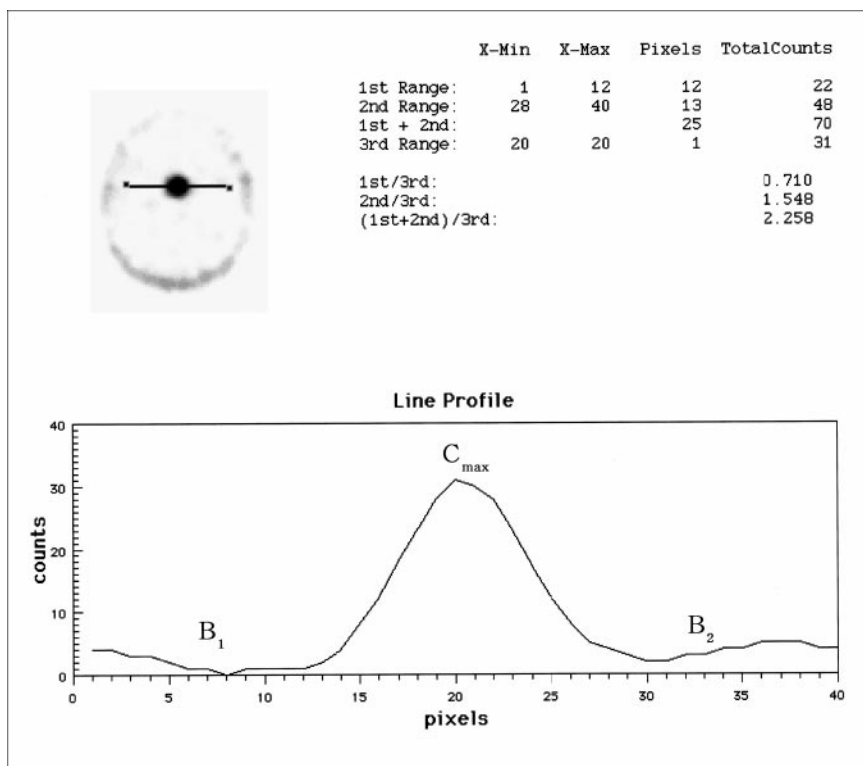 X-Min X-Max Pixels TotalCounts
1st Range: 1 12 12 22
2nd Range: 28 40 13 48
1st + 2nd: 25 70
3rd Range: 20 20 1 31
1st/3rd: 0.710
2nd/3rd: 1.548
(1st+2nd)/3rd: 2.258
Line Profile
40
30
20
10
0
counts
C max
B 1
B 2
0 5 10 15 20 25 30 35 40
pixels